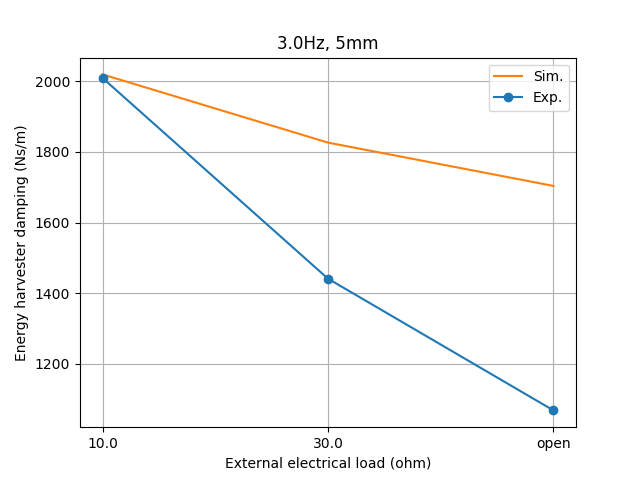 3.0Hz, 5mm
Sim.
Exp.
Energy harvester damping (Ns/m)
2000
1800
1600
1400
1200
10.0
30.0
open
External electrical load (ohm)